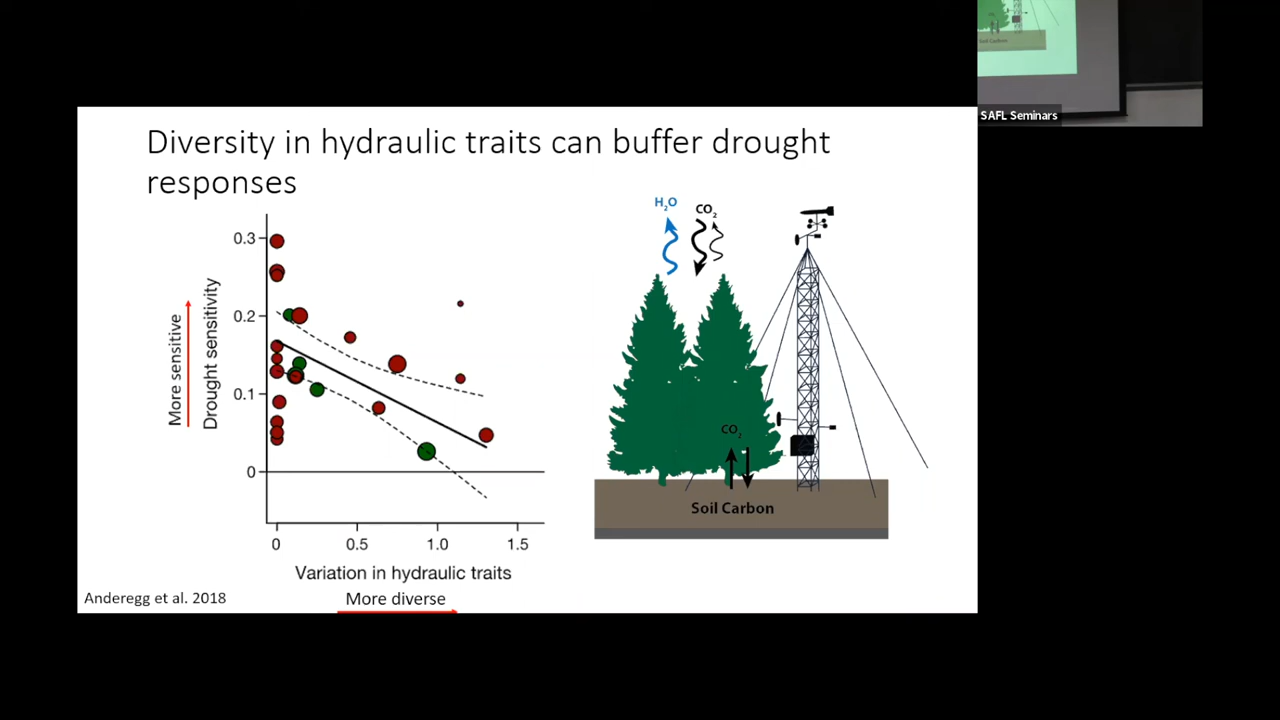 Diversity in hydraulic traits can buffer drought
responses
More sensitive
Drought sensitivity
0.3
0.2
0.1
0
0
0.5
1.0
1.5
Variation in hydraulic traits
More diverse
Anderegg et al. 2018
H₂O
CO₂
CO₂
Soil Carbon
Soil Carbon
SAFL Seminars